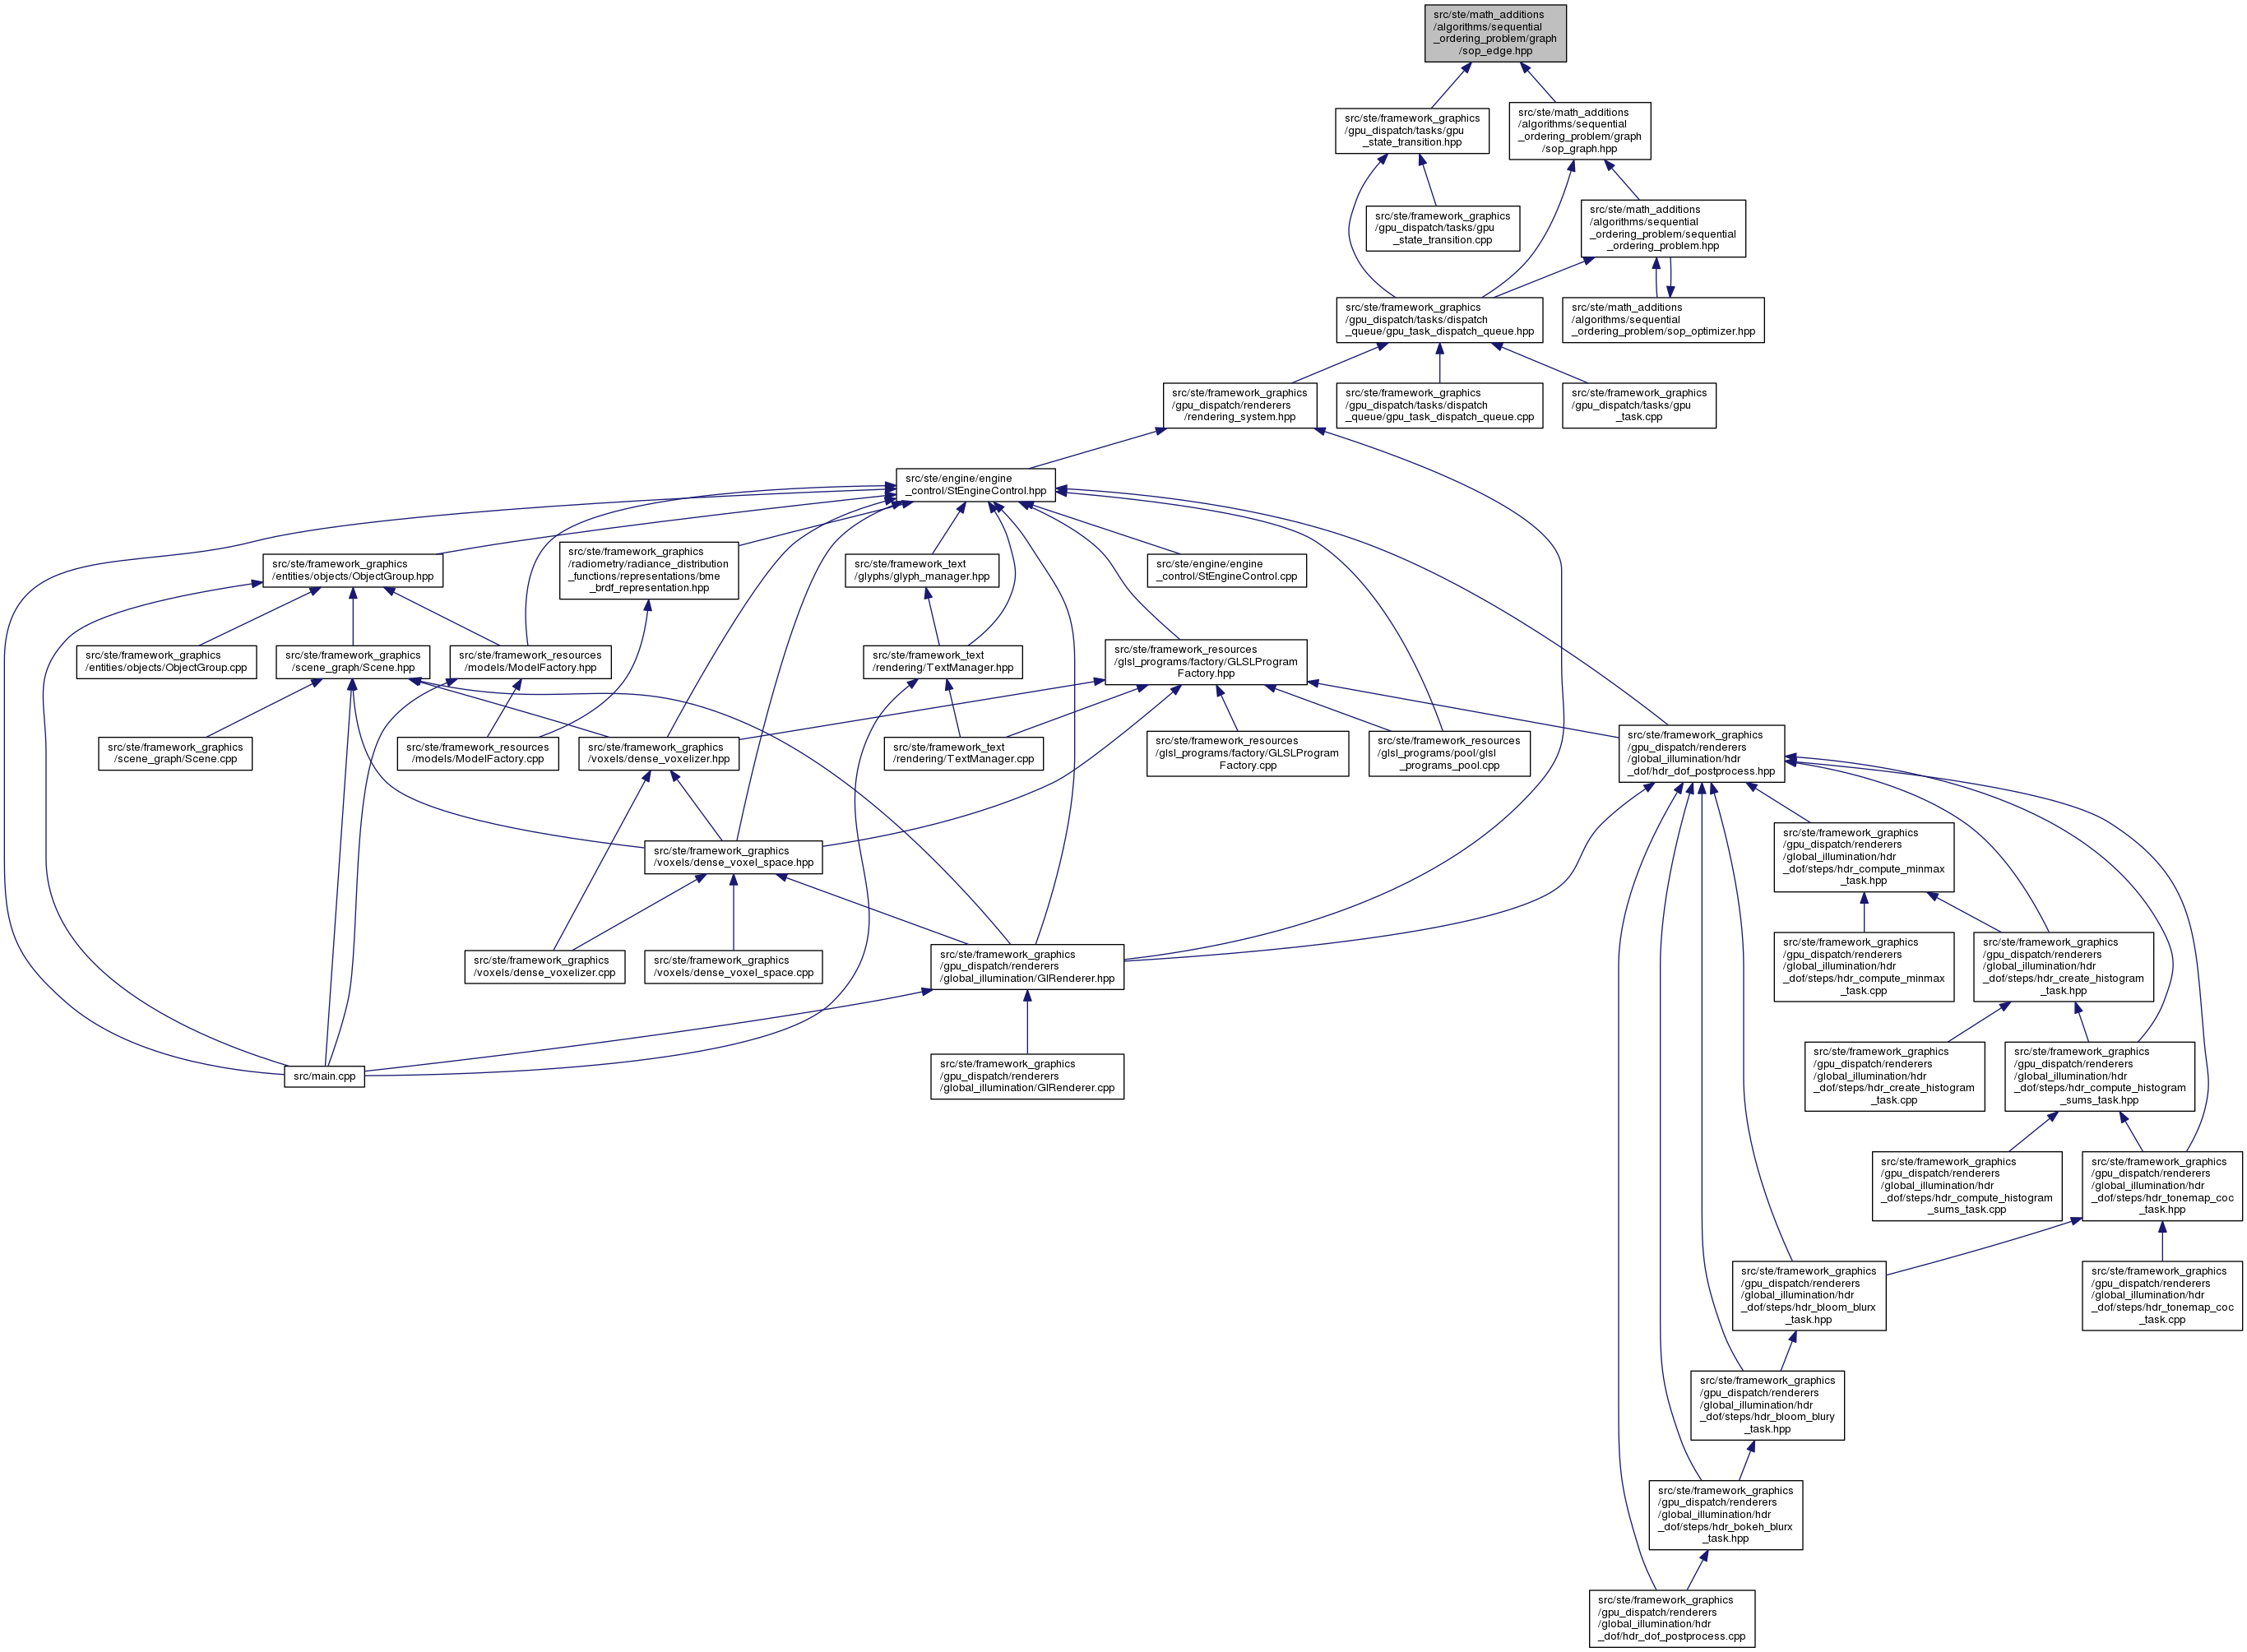 src/ste/math_additions
/algorithms/sequential
_ordering_problem/graph
/sop_edge.hpp
src/ste/framework_graphics
/gpu_dispatch/tasks/gpu
_state_transition.hpp
src/ste/math_additions
/algorithms/sequential
_ordering_problem/graph
/sop_graph.hpp
src/ste/framework_graphics
/gpu_dispatch/tasks/gpu
_state_transition.cpp
src/ste/math_additions
/algorithms/sequential
_ordering_problem/sequential
_ordering_problem.hpp
src/ste/framework_graphics
/gpu_dispatch/tasks/dispatch
_queue/gpu_task_dispatch_queue.hpp
src/ste/math_additions
/algorithms/sequential
_ordering_problem/sop_optimizer.hpp
src/ste/framework_graphics
/gpu_dispatch/renderers
/rendering_system.hpp
src/ste/framework_graphics
/gpu_dispatch/tasks/dispatch
_queue/gpu_task_dispatch_queue.cpp
src/ste/framework_graphics
/gpu_dispatch/tasks/gpu
_task.cpp
src/ste/engine/engine
_control/StEngineControl.hpp
src/ste/framework_graphics
/entities/objects/ObjectGroup.hpp
src/ste/framework_graphics
/radiometry/radiance_distribution
_functions/representations/bme
_brdf_representation.hpp
src/ste/framework_text
/glyphs/glyph_manager.hpp
src/ste/engine/engine
_control/StEngineControl.cpp
src/ste/framework_graphics
/entities/objects/ObjectGroup.cpp
src/ste/framework_graphics
/scene_graph/Scene.hpp
src/ste/framework_resources
/models/ModelFactory.hpp
src/ste/framework_text
/rendering/TextManager.hpp
src/ste/framework_resources
/glsl_programs/factory/GLSLProgram
Factory.hpp
src/ste/framework_graphics
/scene_graph/Scene.cpp
src/ste/framework_resources
/models/ModelFactory.cpp
src/ste/framework_graphics
/voxels/dense_voxelizer.hpp
src/ste/framework_text
/rendering/TextManager.cpp
src/ste/framework_resources
/glsl_programs/factory/GLSLProgram
Factory.cpp
src/ste/framework_resources
/glsl_programs/pool/glsl
_programs_pool.cpp
src/ste/framework_graphics
/gpu_dispatch/renderers
/global_illumination/hdr
_dof/hdr_dof_postprocess.hpp
src/ste/framework_graphics
/voxels/dense_voxel_space.hpp
src/ste/framework_graphics
/gpu_dispatch/renderers
/global_illumination/hdr
_dof/steps/hdr_compute_minmax
_task.hpp
src/ste/framework_graphics
/voxels/dense_voxelizer.cpp
src/ste/framework_graphics
/voxels/dense_voxel_space.cpp
src/ste/framework_graphics
/gpu_dispatch/renderers
/global_illumination/GIRenderer.hpp
src/ste/framework_graphics
/gpu_dispatch/renderers
/global_illumination/hdr
_dof/steps/hdr_compute_minmax
_task.cpp
src/ste/framework_graphics
/gpu_dispatch/renderers
/global_illumination/hdr
_dof/steps/hdr_create_histogram
_task.hpp
src/main.cpp
src/ste/framework_graphics
/gpu_dispatch/renderers
/global_illumination/GIRenderer.cpp
src/ste/framework_graphics
/gpu_dispatch/renderers
/global_illumination/hdr
_dof/steps/hdr_create_histogram
_task.cpp
src/ste/framework_graphics
/gpu_dispatch/renderers
/global_illumination/hdr
_dof/steps/hdr_compute_histogram
_sums_task.hpp
src/ste/framework_graphics
/gpu_dispatch/renderers
/global_illumination/hdr
_dof/steps/hdr_compute_histogram
_sums_task.cpp
src/ste/framework_graphics
/gpu_dispatch/renderers
/global_illumination/hdr
_dof/steps/hdr_tonemap_coc
_task.hpp
src/ste/framework_graphics
/gpu_dispatch/renderers
/global_illumination/hdr
_dof/steps/hdr_bloom_blurx
_task.hpp
src/ste/framework_graphics
/gpu_dispatch/renderers
/global_illumination/hdr
_dof/steps/hdr_tonemap_coc
_task.cpp
src/ste/framework_graphics
/gpu_dispatch/renderers
/global_illumination/hdr
_dof/steps/hdr_bloom_blury
_task.hpp
src/ste/framework_graphics
/gpu_dispatch/renderers
/global_illumination/hdr
_dof/steps/hdr_bokeh_blurx
_task.hpp
src/ste/framework_graphics
/gpu_dispatch/renderers
/global_illumination/hdr
_dof/hdr_dof_postprocess.cpp